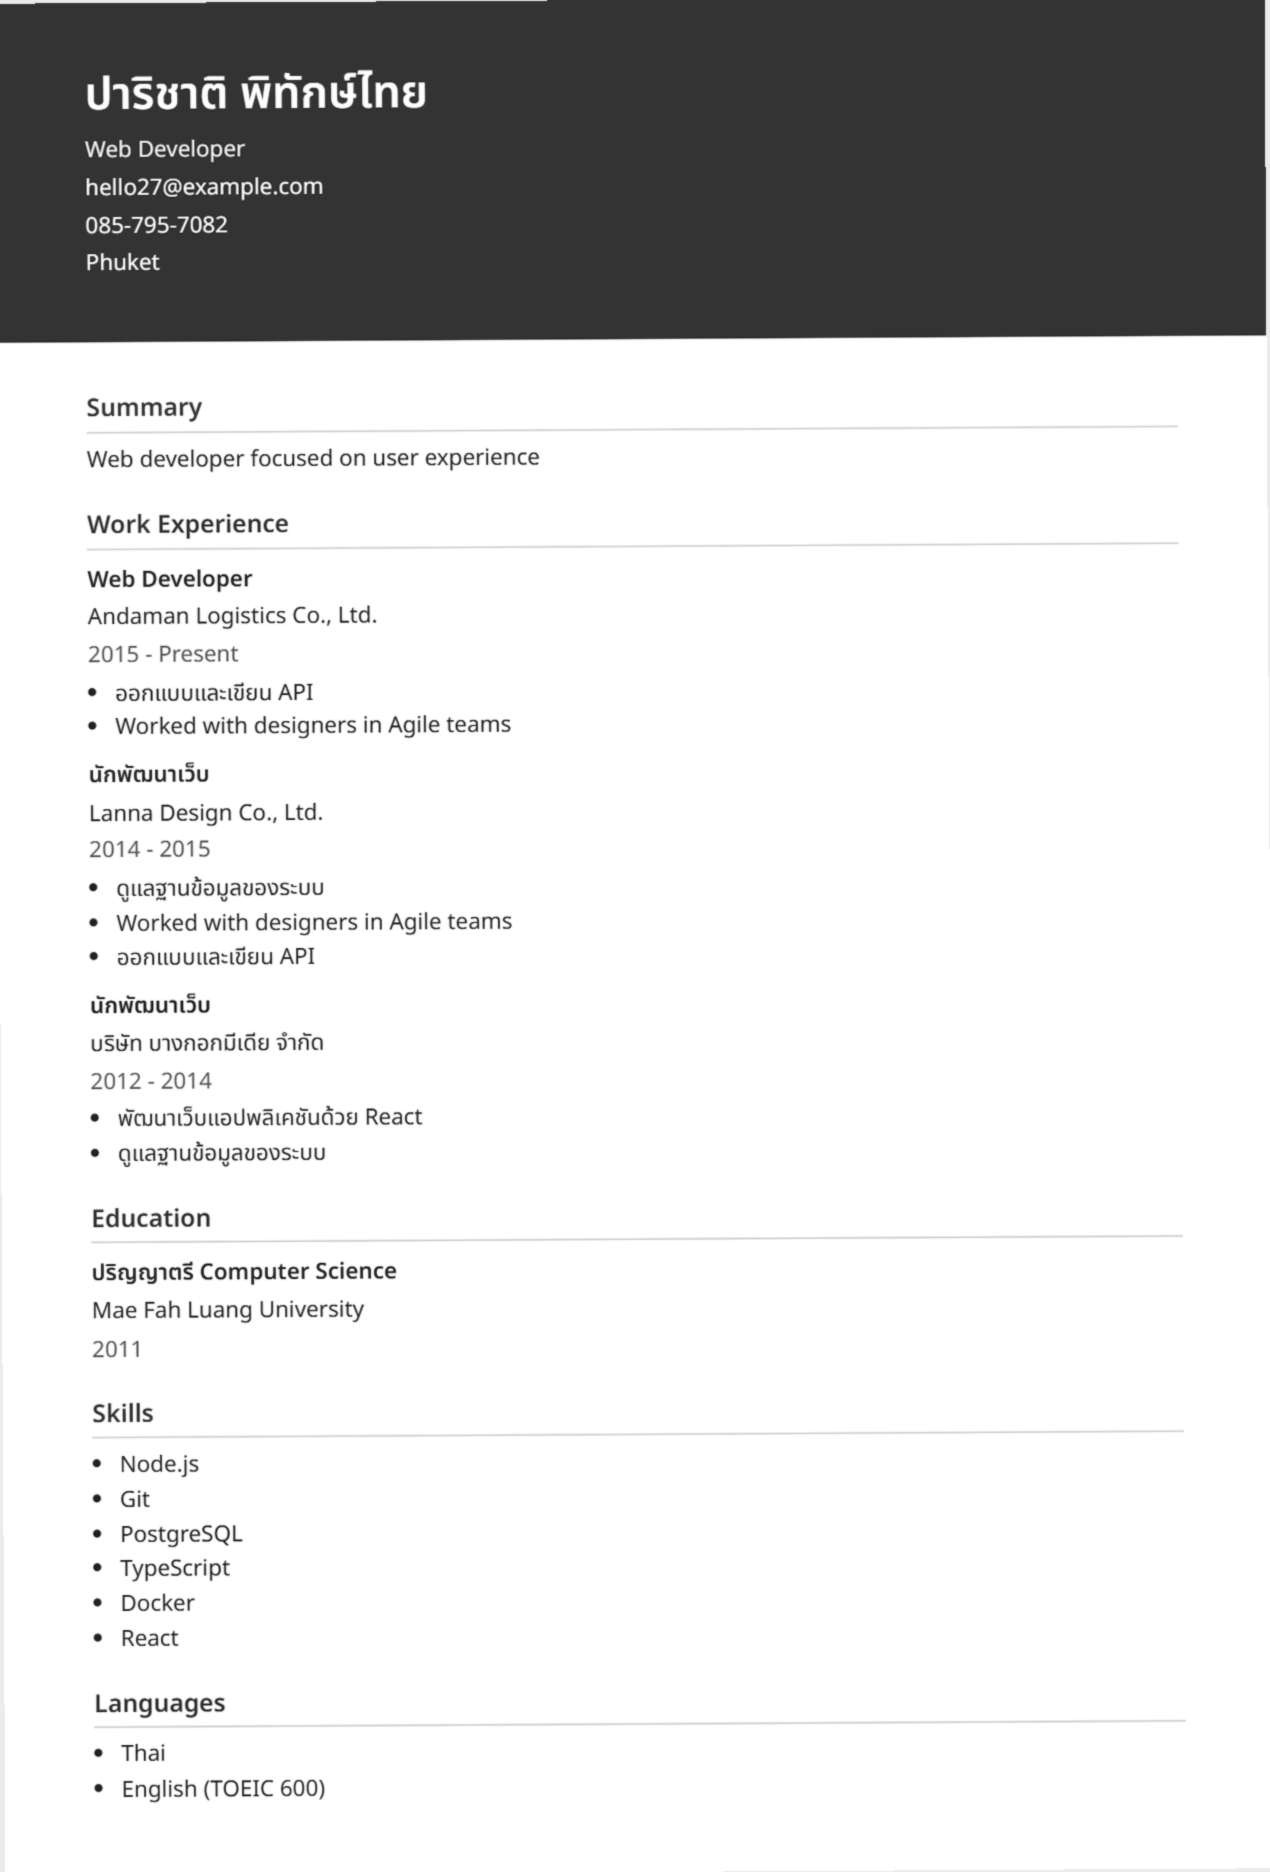 ปาริชาติ พิทักษ์ไทย
Web Developer
hello27@example.com
085-795-7082
Phuket
Summary
Web developer focused on user experience
Work Experience
Web Developer
Andaman Logistics Co., Ltd.
2015 - Present
• ออกแบบและเขียน API
• Worked with designers in Agile teams
นักพัฒนาเว็บ
Lanna Design Co., Ltd.
2014 - 2015
• ดูแลฐานข้อมูลของระบบ
• Worked with designers in Agile teams
• ออกแบบและเขียน API
นักพัฒนาเว็บ
บริษัท บางกอกมีเดีย จำกัด
2012 - 2014
• พัฒนาเว็บแอปพลิเคชันด้วย React
• ดูแลฐานข้อมูลของระบบ
Education
ปริญญาตรี Computer Science
Mae Fah Luang University
2011
Skills
• Node.js
• Git
• PostgreSQL
• TypeScript
• Docker
• React
Languages
• Thai
• English (TOEIC 600)